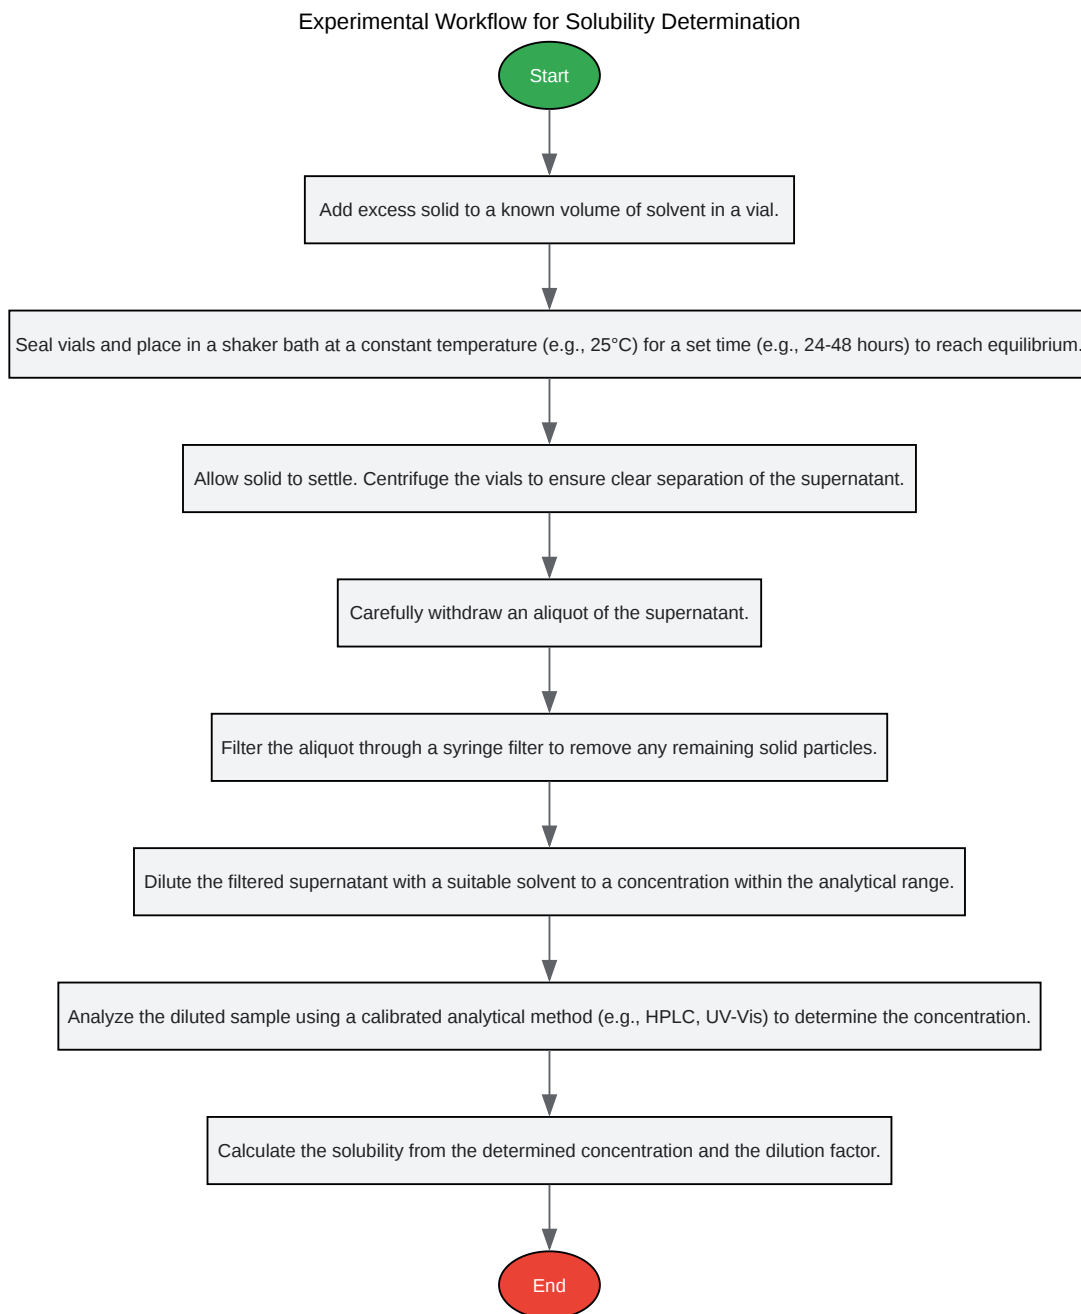 Experimental Workflow for Solubility Determination
Start
Add excess solid to a known volume of solvent in a vial.
Seal vials and place in a shaker bath at a constant temperature (e.g., 25°C) for a set time (e.g., 24-48 hours) to reach equilibrium.
Allow solid to settle. Centrifuge the vials to ensure clear separation of the supernatant.
Carefully withdraw an aliquot of the supernatant.
Filter the aliquot through a syringe filter to remove any remaining solid particles.
Dilute the filtered supernatant with a suitable solvent to a concentration within the analytical range.
Analyze the diluted sample using a calibrated analytical method (e.g., HPLC, UV-Vis) to determine the concentration.
Calculate the solubility from the determined concentration and the dilution factor.
End